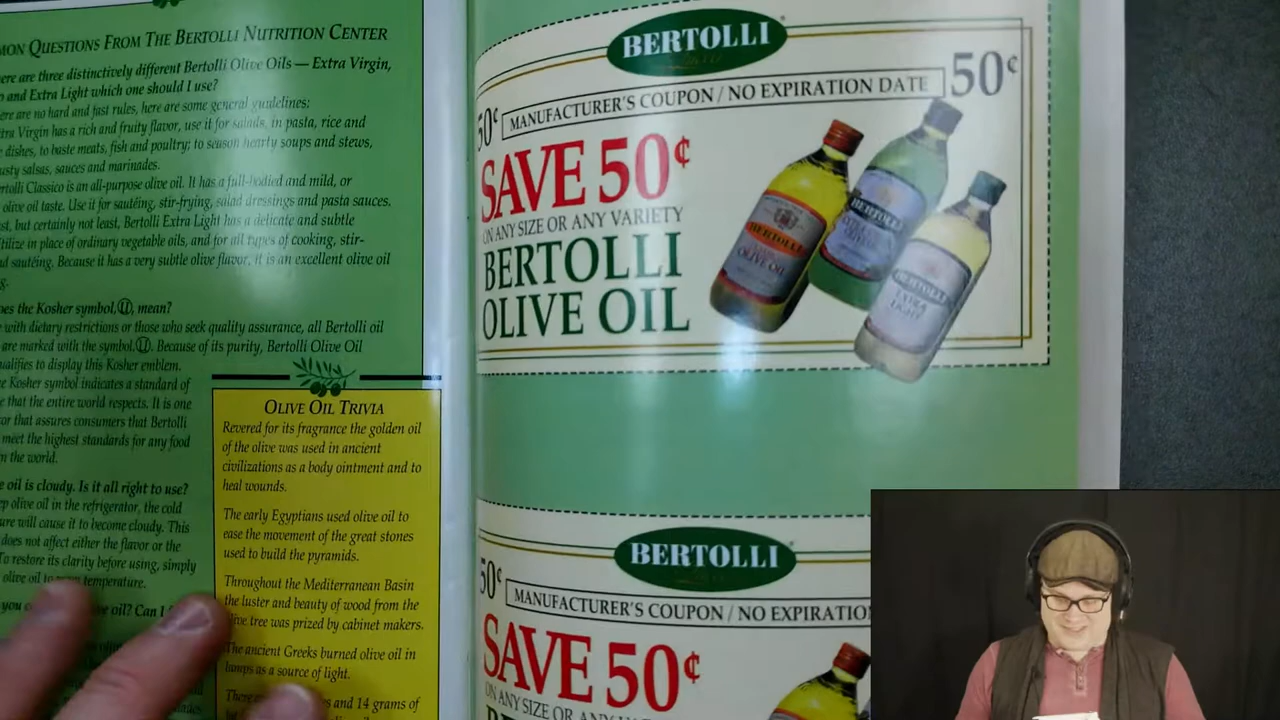 MON QUESTIONS FROM THE BERTOLLI NUTRITION CENTER
ere are three distinctively different Bertolli Olive Oils — Extra Virgin,
and Extra Light which one should I use?
ere are no hard and fast rules, here are some general guidelines:
tra Virgin has a rich and fruity flavor, use it for salads, in pasta, rice and
dishes, to baste meats, fish and poultry; to season hearty soups and stews,
usty salsas, sauces and marinades.
ertolli Classico is an all-purpose olive oil. It has a full-bodied and mild, or
olive oil taste. Use it for sautéing, stir-frying, salad dressings and pasta sauces.
st, but certainly not least, Bertolli Extra Light has a delicate and subtle
tilize in place of ordinary vegetable oils, and for all types of cooking, stir-
d sautéing. Because it has a very subtle olive flavor, it is an excellent olive oil
g.
es the Kosher symbol, Ⓤ, mean?
with dietary restrictions or those who seek quality assurance, all Bertolli oil
are marked with the symbol Ⓤ. Because of its purity, Bertolli Olive Oil
ualifies to display this Kosher emblem.
e Kosher symbol indicates a standard of
e that the entire world respects. It is one
or that assures consumers that Bertolli
meet the highest standards for any food
n the world.
e oil is cloudy. Is it all right to use?
ep olive oil in the refrigerator, the cold
ure will cause it to become cloudy. This
does not affect either the flavor or the
To restore its clarity before using, simply
olive oil to temperature.
you oil? Can I
OLIVE OIL TRIVIA
Revered for its fragrance the golden oil
of the olive was used in ancient
civilizations as a body ointment and to
heal wounds.
The early Egyptians used olive oil to
ease the movement of the great stones
used to build the pyramids.
Throughout the Mediterranean Basin
the luster and beauty of wood from the
olive tree was prized by cabinet makers.
The ancient Greeks burned olive oil in
lamps as a source of light.
There s and 14 grams of
BERTOLLI
50¢ MANUFACTURER'S COUPON / NO EXPIRATION DATE 50¢
SAVE 50¢
ON ANY SIZE OR ANY VARIETY
BERTOLLI
OLIVE OIL
BERTOLLI
OLIVE OIL
BERTOLLI
BERTOLLI
EXTRA
LIGHT
BERTOLLI
50¢ MANUFACTURER'S COUPON / NO EXPIRATIO
SAVE 50¢
ON ANY SIZE OR ANY VA